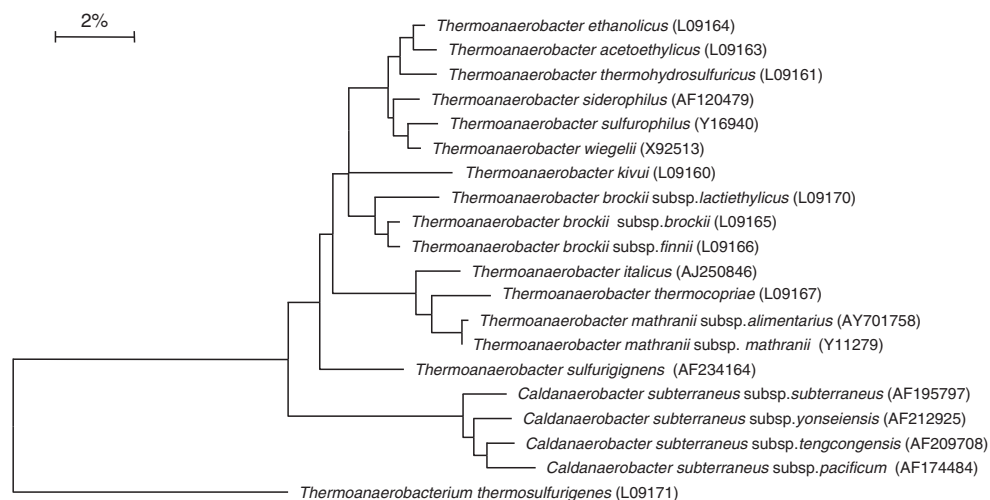 2%
Thermoanaerobacter ethanolicus (L09164)
Thermoanaerobacter acetoethylicus (L09163)
Thermoanaerobacter thermohydrosulfuricus (L09161)
Thermoanaerobacter siderophilus (AF120479)
Thermoanaerobacter sulfurophilus (Y16940)
Thermoanaerobacter wiegelii (X92513)
Thermoanaerobacter kivui (L09160)
Thermoanaerobacter brockii subsp.lactiethylicus (L09170)
Thermoanaerobacter brockii subsp.brockii (L09165)
Thermoanaerobacter brockii subsp.finnii (L09166)
Thermoanaerobacter italicus (AJ250846)
Thermoanaerobacter thermocopriae (L09167)
Thermoanaerobacter mathranii subsp.alimentarius (AY701758)
Thermoanaerobacter mathranii subsp. mathranii (Y11279)
Thermoanaerobacter sulfurigignens (AF234164)
Caldanaerobacter subterraneus subsp.subterraneus (AF195797)
Caldanaerobacter subterraneus subsp.yonseiensis (AF212925)
Caldanaerobacter subterraneus subsp.tengcongensis (AF209708)
Caldanaerobacter subterraneus subsp.pacificum (AF174484)
Thermoanaerobacterium thermosulfurigenes (L09171)